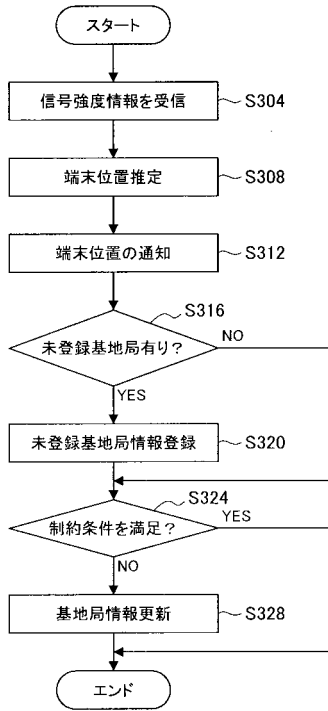 スタート
信号強度情報を受信
S304
端末位置推定
S308
端末位置の通知
S312
S316
未登録基地局有り?
NO
YES
未登録基地局情報登録
S320
S324
制約条件を満足?
YES
NO
基地局情報更新
S328
エンド